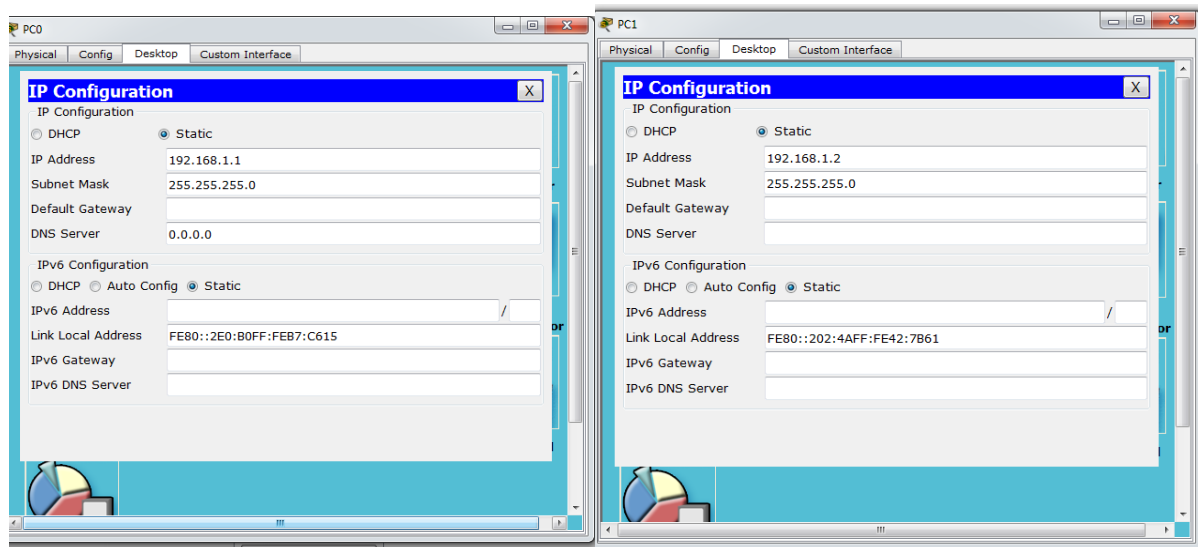 PC0
Physical Config Desktop Custom Interface
IP Configuration X
IP Configuration
DHCP Static
IP Address 192.168.1.1
Subnet Mask 255.255.255.0
Default Gateway
DNS Server 0.0.0.0
IPv6 Configuration
DHCP Auto Config Static
IPv6 Address /
Link Local Address FE80::2E0:B0FF:FEB7:C615
IPv6 Gateway
IPv6 DNS Server
PC1
Physical Config Desktop Custom Interface
IP Configuration X
IP Configuration
DHCP Static
IP Address 192.168.1.2
Subnet Mask 255.255.255.0
Default Gateway
DNS Server
IPv6 Configuration
DHCP Auto Config Static
IPv6 Address /
Link Local Address FE80::202:4AFF:FE42:7B61
IPv6 Gateway
IPv6 DNS Server